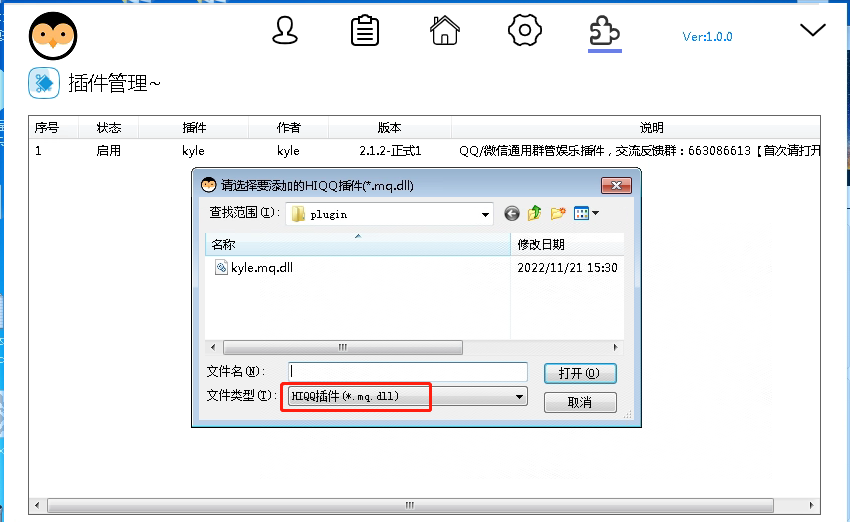 Ver:1.0.0
插件管理~
序号 状态 插件 作者 版本 说明
1 启用 kyle kyle 2.1.2-正式1 QQ/微信通用群管娱乐插件，交流反馈群：663086613【首次请打开
请选择要添加的HIQQ插件(*.mq.dll)
查找范围(I): plugin
名称 修改日期
kyle.mq.dll 2022/11/21 15:30
文件名(N):
打开(O)
文件类型(T): HIQQ插件(*.mq.dll)
取消